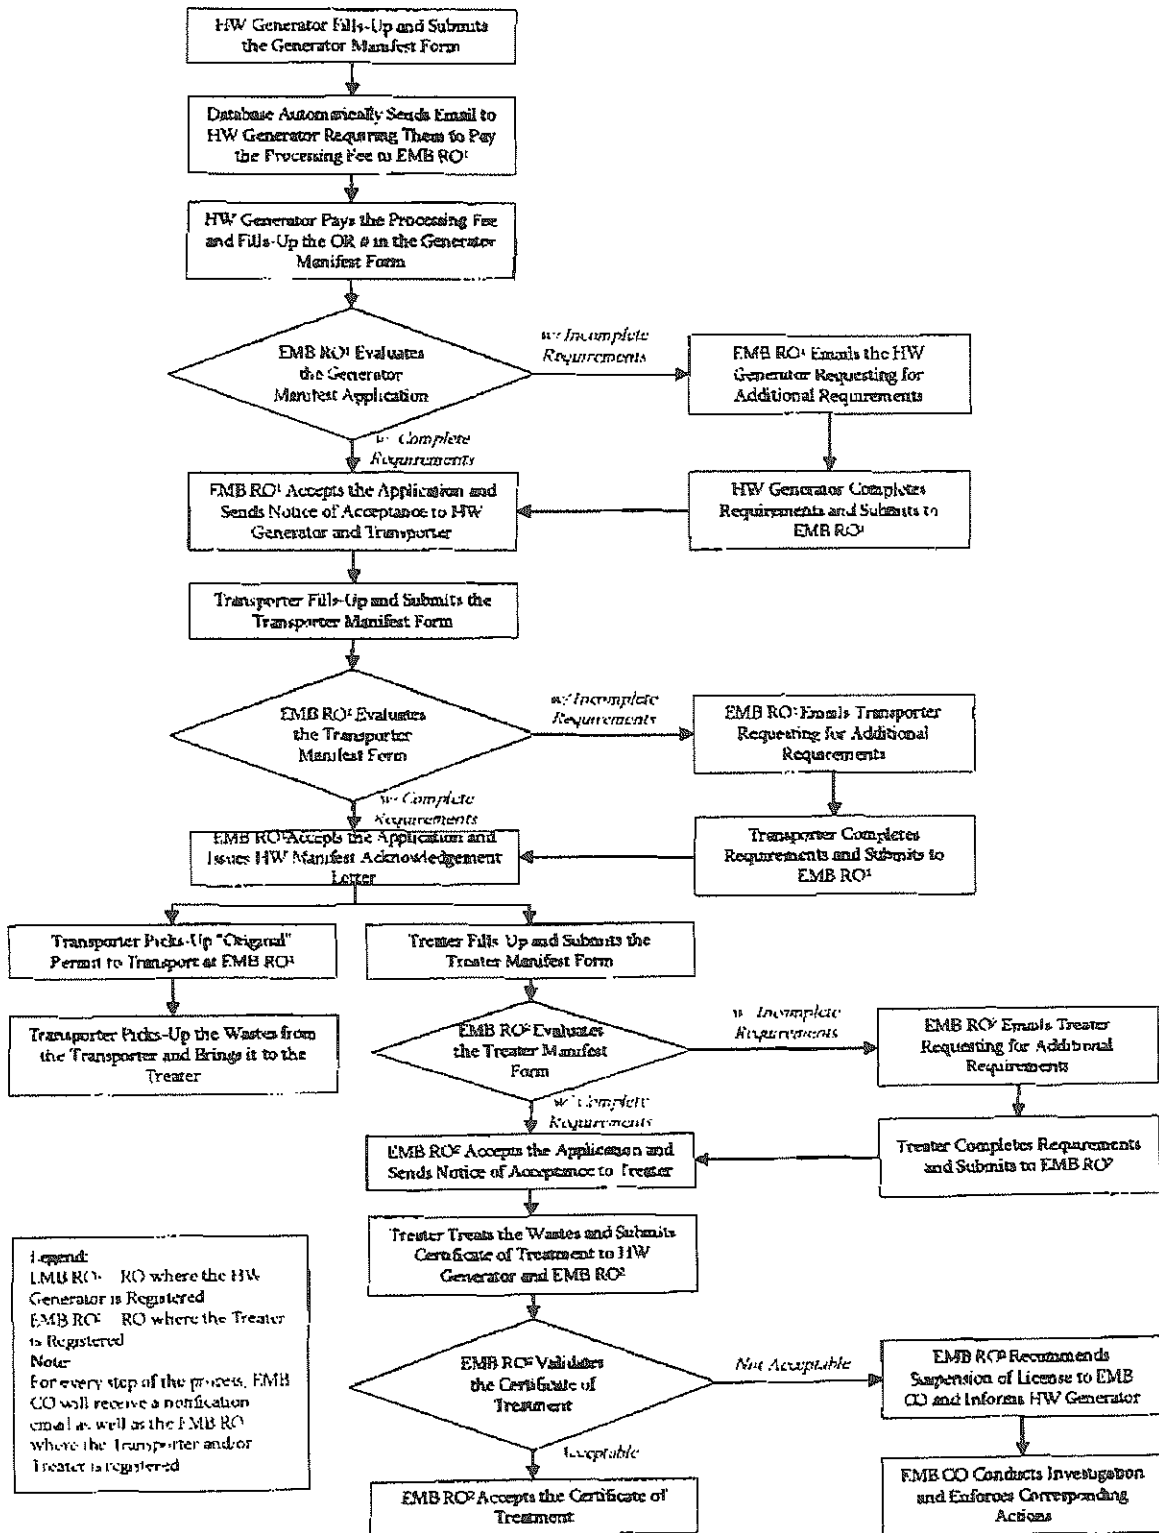 HW Generator Fills-Up and Submits
the Generator Manifest Form
Database Automatically Sends Email to
HW Generator Requiring Them to Pay
the Processing Fee to EMB RO¹
HW Generator Pays the Processing Fee
and Fills-Up the OR # in the Generator
Manifest Form
EMB RO¹ Evaluates
the Generator
Manifest Application
w/ Incomplete
Requirements
EMB RO¹ Emails the HW
Generator Requesting for
Additional Requirements
w/ Complete
Requirements
EMB RO¹ Accepts the Application and
Sends Notice of Acceptance to HW
Generator and Transporter
HW Generator Completes
Requirements and Submits to
EMB RO¹
Transporter Fills-Up and Submits the
Transporter Manifest Form
EMB RO¹ Evaluates
the Transporter
Manifest Form
w/ Incomplete
Requirements
EMB RO¹ Emails Transporter
Requesting for Additional
Requirements
w/ Complete
Requirements
EMB RO¹ Accepts the Application and
Issues HW Manifest Acknowledgement
Letter
Transporter Completes
Requirements and Submits to
EMB RO¹
Transporter Picks-Up "Original"
Permit to Transport at EMB RO¹
Treater Fills-Up and Submits the
Treater Manifest Form
Transporter Picks-Up the Wastes from
the Transporter and Brings it to the
Treater
EMB RO² Evaluates
the Treater Manifest
Form
w/ Incomplete
Requirements
EMB RO² Emails Treater
Requesting for Additional
Requirements
w/ Complete
Requirements
EMB RO² Accepts the Application and
Sends Notice of Acceptance to Treater
Treater Completes Requirements
and Submits to EMB RO²
Treater Treats the Wastes and Submits
Certificate of Treatment to HW
Generator and EMB RO²
Legend:
EMB RO¹ RO where the HW
Generator is Registered
EMB RO² RO where the Treater
is Registered
Note
For every step of the process, EMB
CO will receive a notification
email as well as the EMB RO
where the Transporter and/or
Treater is registered
EMB RO² Validates
the Certificate of
Treatment
Not Acceptable
EMB RO² Recommends
Suspension of License to EMB
CO and Informs HW Generator
Acceptable
EMB RO² Accepts the Certificate of
Treatment
EMB CO Conducts Investigation
and Enforces Corresponding
Actions